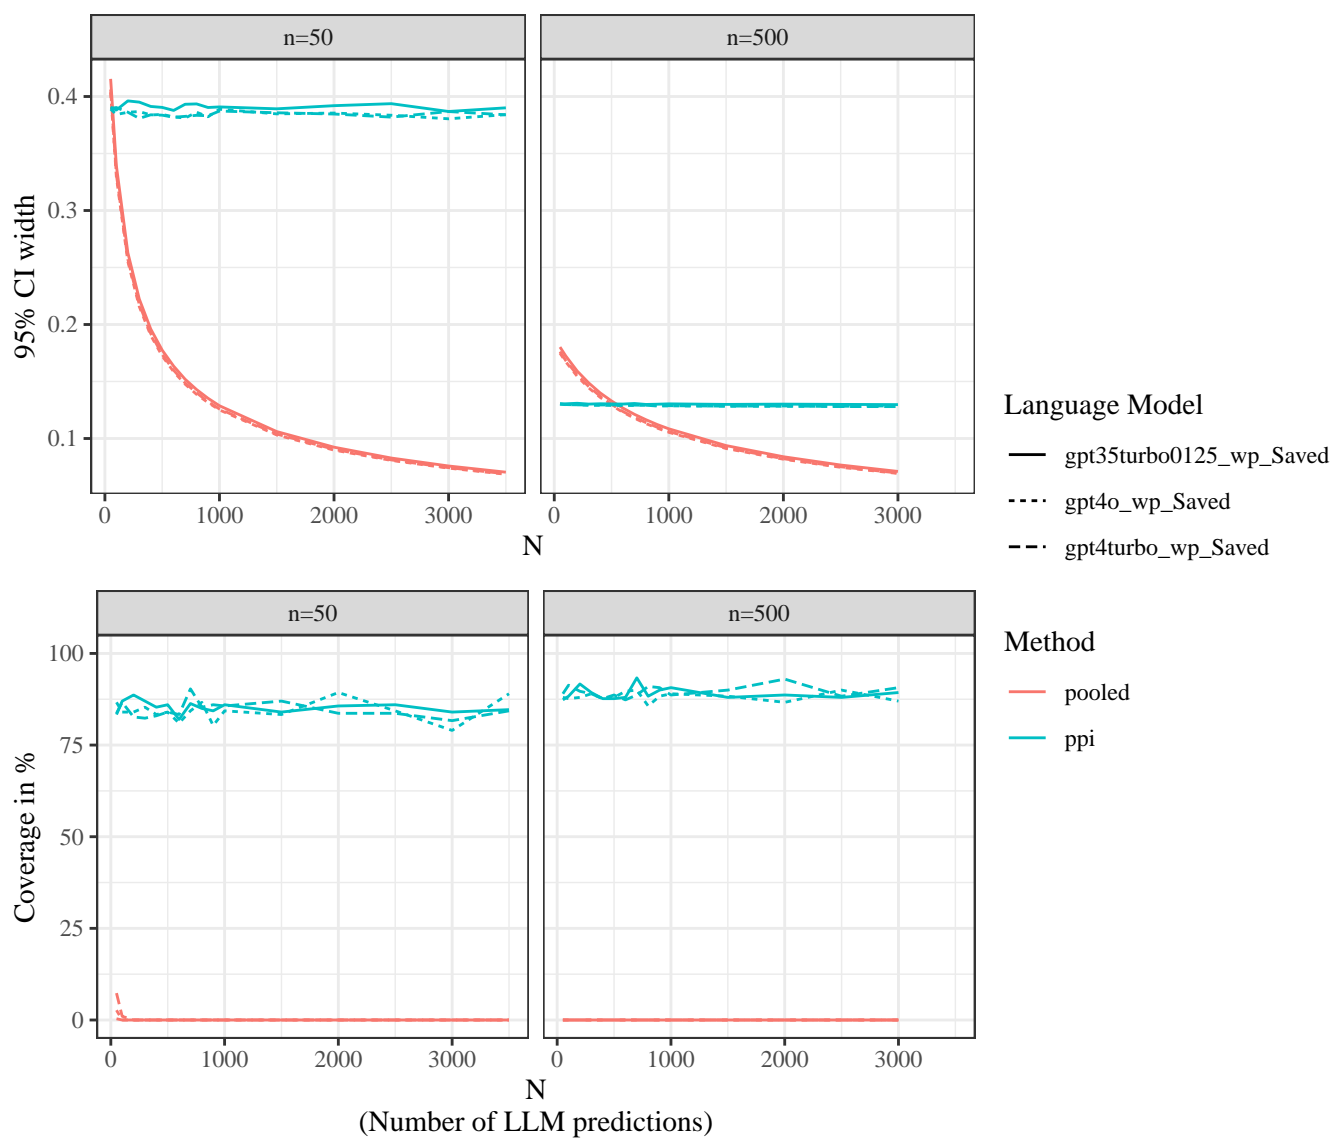 n=50
n=500
95% CI width
0.4
0.3
0.2
0.1
0
1000
2000
3000
0
1000
2000
3000
N
n=50
n=500
Coverage in %
100
75
50
25
0
0
1000
2000
3000
0
1000
2000
3000
N
(Number of LLM predictions)
Language Model
gpt35turbo0125_wp_Saved
gpt4o_wp_Saved
gpt4turbo_wp_Saved
Method
pooled
ppi